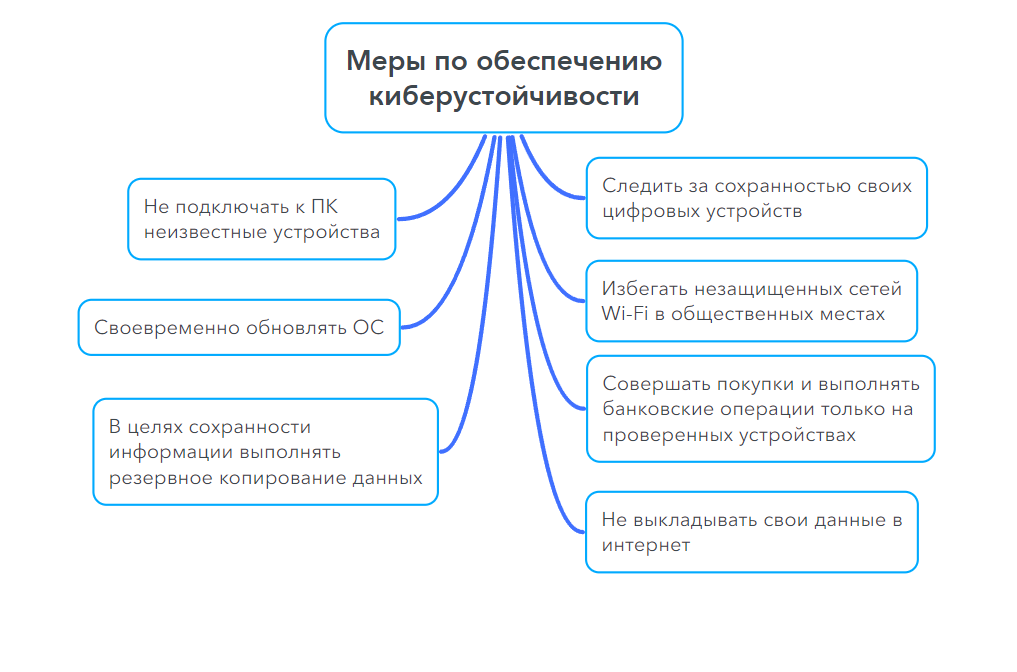 Меры по обеспечению
киберустойчивости
Не подключать к ПК
неизвестные устройства
Своевременно обновлять ОС
В целях сохранности
информации выполнять
резервное копирование данных
Следить за сохранностью своих
цифровых устройств
Избегать незащищенных сетей
Wi-Fi в общественных местах
Совершать покупки и выполнять
банковские операции только на
проверенных устройствах
Не выкладывать свои данные в
интернет